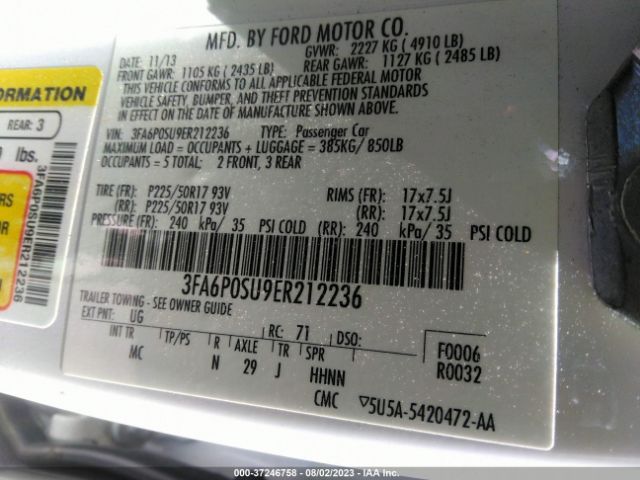 MFD. BY FORD MOTOR CO.
DATE: 11/13 GVWR: 2227 KG ( 4910 LB)
FRONT GAWR: 1105 KG ( 2435 LB) REAR GAWR: 1127 KG ( 2485 LB)
THIS VEHICLE CONFORMS TO ALL APPLICABLE FEDERAL MOTOR
VEHICLE SAFETY, BUMPER, AND THEFT PREVENTION STANDARDS
IN EFFECT ON THE DATE OF MANUFACTURE SHOWN ABOVE.
VIN: 3FA6P0SU9ER212236 TYPE: Passenger Car
MAXIMUM LOAD = OCCUPANTS + LUGGAGE = 385KG/ 850LB
OCCUPANTS = 5 TOTAL: 2 FRONT, 3 REAR
TIRE (FR): P225/50R17 93V RIMS (FR): 17x7.5J
(RR): P225/50R17 93V (RR): 17x7.5J
PRESSURE (FR): 240 kPa/ 35 PSI COLD (RR): 240 kPa/ 35 PSI COLD
3FA6P0SU9ER212236
TRAILER TOWING - SEE OWNER GUIDE
EXT PNT: UG RC: 71 DSO:
INT TR TP/PS R AXLE TR SPR F0006
MC N 29 J HHNN R0032
CMC ▽5U5A-5420472-AA
FORMATION
REAR: 3
lbs.
3FA6P0SU9ER212236
000-37246758 - 08/02/2023 - IAA Inc.